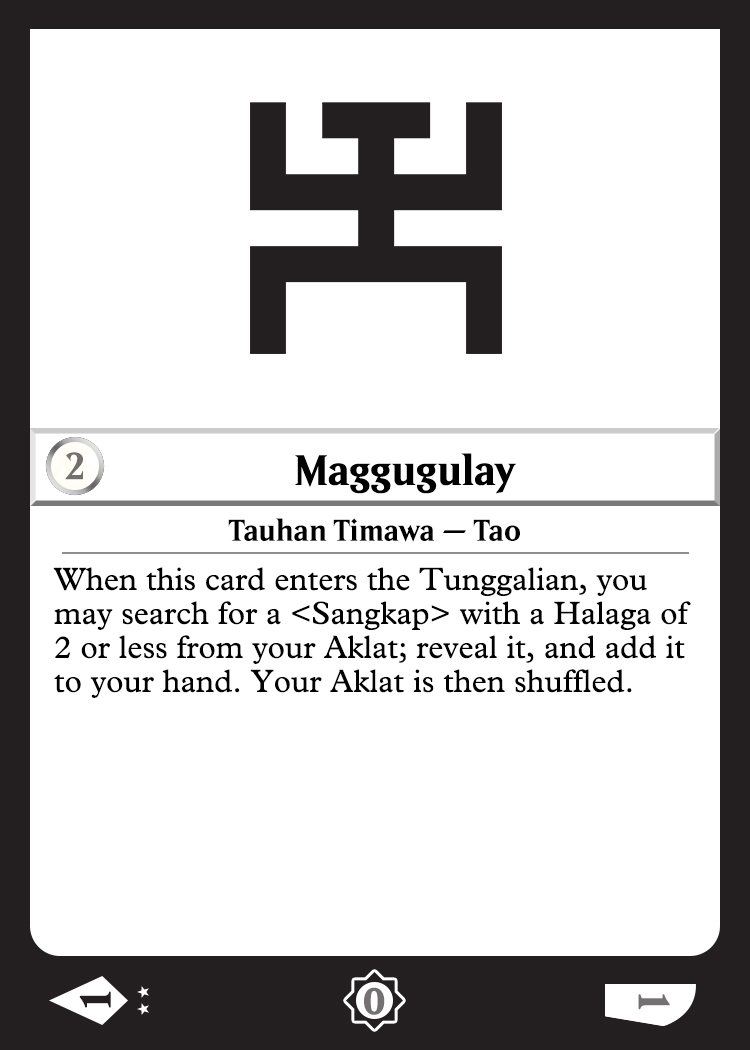 2
Maggugulay
Tauhan Timawa — Tao
When this card enters the Tunggalian, you
may search for a <Sangkap> with a Halaga of
2 or less from your Aklat; reveal it, and add it
to your hand. Your Aklat is then shuffled.
1
0
1